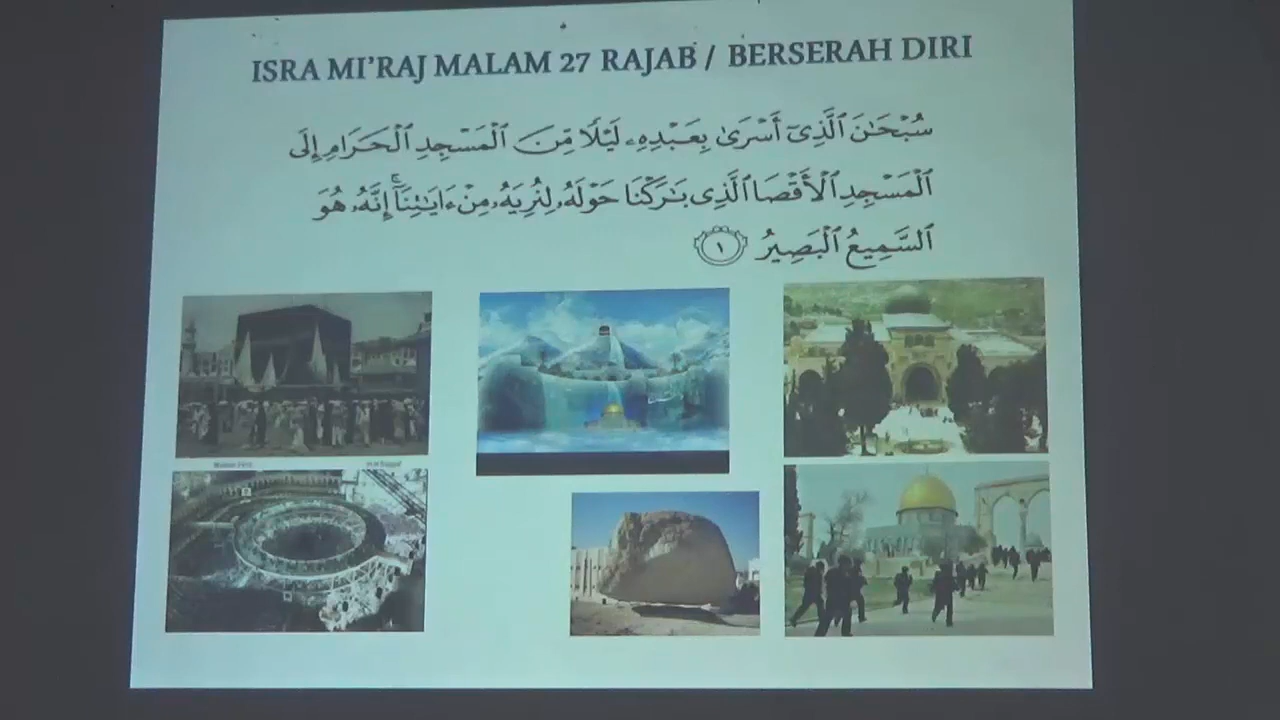 ISRA MI'RAJ MALAM 27 RAJAB / BERSERAH DIRI
سُبْحَـٰنَ ٱلَّذِىٓ أَسْرَىٰ بِعَبْدِهِۦ لَيْلًا مِّنَ ٱلْمَسْجِدِ ٱلْحَرَامِ إِلَى
ٱلْمَسْجِدِ ٱلْأَقْصَا ٱلَّذِى بَـٰرَكْنَا حَوْلَهُۥ لِنُرِيَهُۥ مِنْ ءَايَـٰتِنَآ ۚ إِنَّهُۥ هُوَ
ٱلسَّمِيعُ ٱلْبَصِيرُ ١